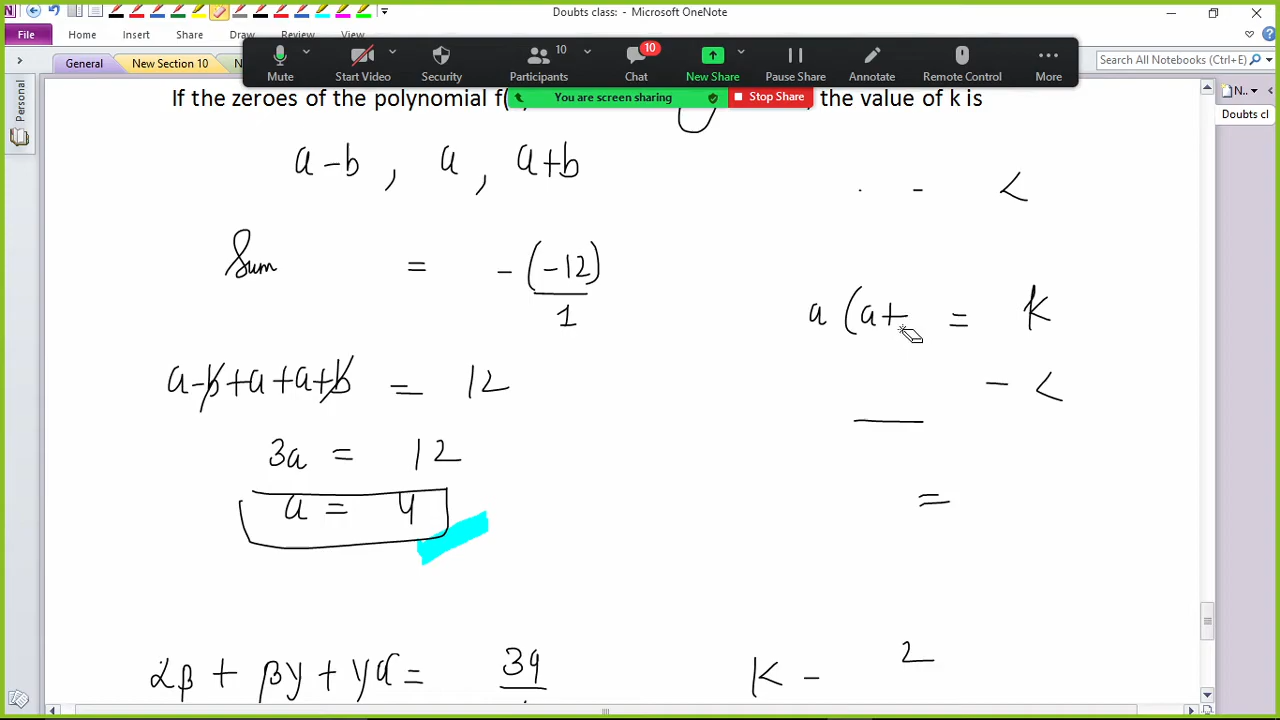 Doubts class: - Microsoft OneNote
File Home Insert Share Draw
General New Section 10 N
Search All Notebooks (Ctrl+E)
Mute Start Video Security Participants 10 Chat 10 New Share Pause Share Annotate Remote Control More
You are screen sharing Stop Share
Personal
N..
Doubts cl
If the zeroes of the polynomial f( the value of k is
a-b, a, a+b
Sum = -(-12)
1
a-b+a+a+b = 12
3a = 12
a = 4
a (a+ = K
=
αβ + βγ + γα = 39
K - 2